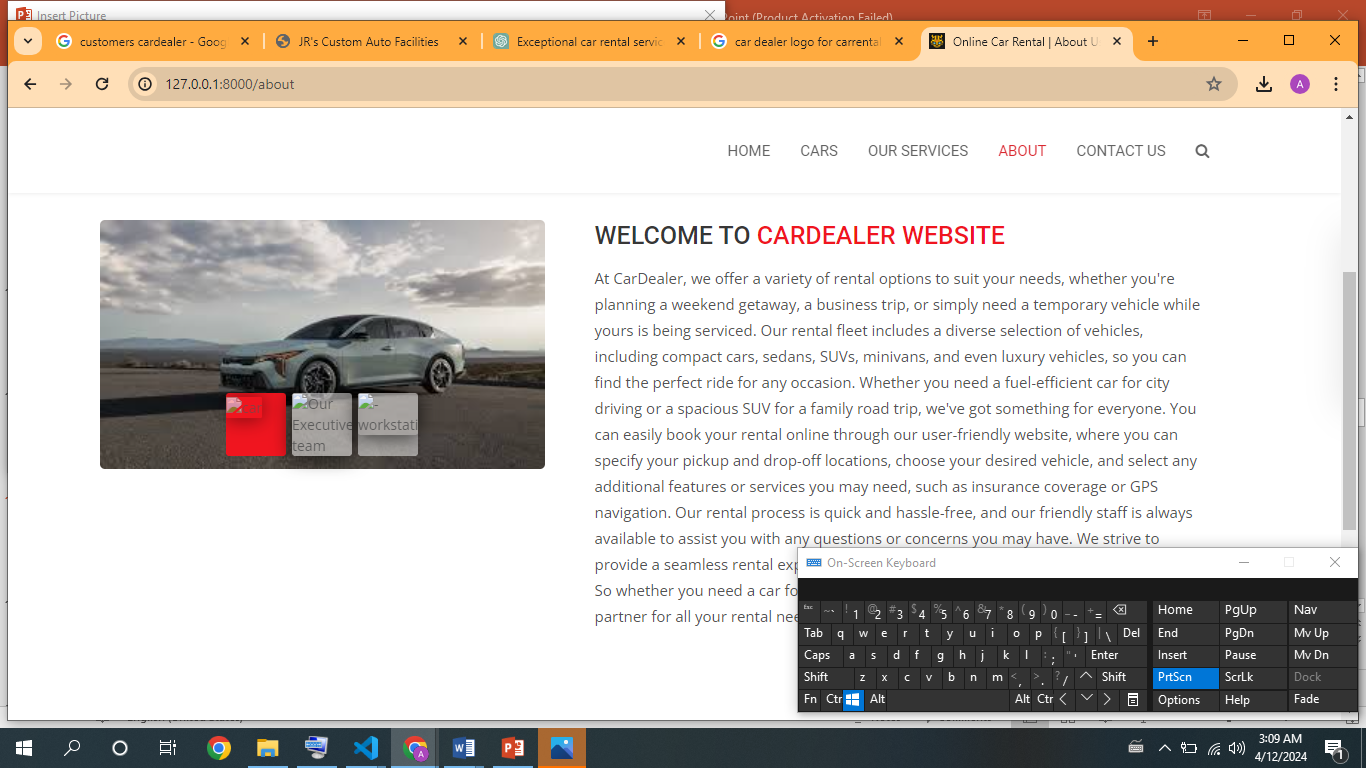 Insert Picture
Point (Product Activation Failed)
customers cardealer - Goog
JR's Custom Auto Facilities
Exceptional car rental servic
car dealer logo for carrental
Online Car Rental | About U
127.0.0.1:8000/about
A
HOME CARS OUR SERVICES ABOUT CONTACT US
WELCOME TO CARDEALER WEBSITE
At CarDealer, we offer a variety of rental options to suit your needs, whether you're
planning a weekend getaway, a business trip, or simply need a temporary vehicle while
yours is being serviced. Our rental fleet includes a diverse selection of vehicles,
including compact cars, sedans, SUVs, minivans, and even luxury vehicles, so you can
find the perfect ride for any occasion. Whether you need a fuel-efficient car for city
driving or a spacious SUV for a family road trip, we've got something for everyone. You
can easily book your rental online through our user-friendly website, where you can
specify your pickup and drop-off locations, choose your desired vehicle, and select any
additional features or services you may need, such as insurance coverage or GPS
navigation. Our rental process is quick and hassle-free, and our friendly staff is always
available to assist you with any questions or concerns you may have. We strive to
provide a seamless rental exp
So whether you need a car fo
partner for all your rental nee
Our
Executive
team
-
workstati
On-Screen Keyboard
Esc ~ ` ! 1 @ 2 # 3 $ 4 % 5 ^ 6 & 7 * 8 ( 9 ) 0 _ - + = Home PgUp Nav
Tab q w e r t y u i o p { [ } ] | \ Del End PgDn Mv Up
Caps a s d f g h j k l : ; " ' Enter Insert Pause Mv Dn
Shift z x c v b n m < , > . ? / Shift PrtScn ScrLk Dock
Fn Ctr Alt Alt Ctr Options Help Fade
3:09 AM
4/12/2024
1